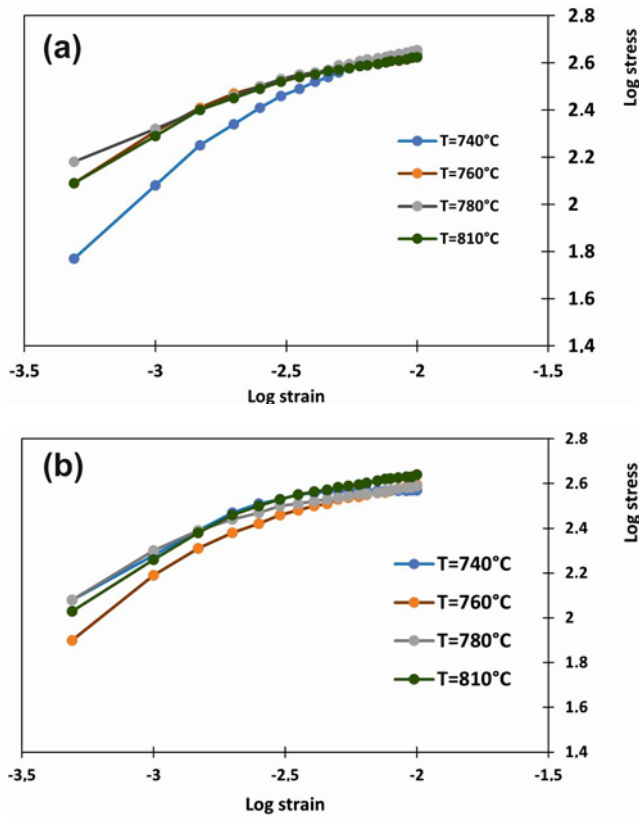 (a)
2.8
2.6
2.4
2.2
2
1.8
1.6
1.4
Log stress
T=740°C
T=760°C
T=780°C
T=810°C
-3.5 -3 -2,5 -2 -1.5
Log strain
(b)
2.8
2.6
2.4
2.2
2
1.8
1.6
1.4
Log stress
T=740°C
T=760°C
T=780°C
T=810°C
-3,5 -3 -2,5 -2 -1.5
Log strain